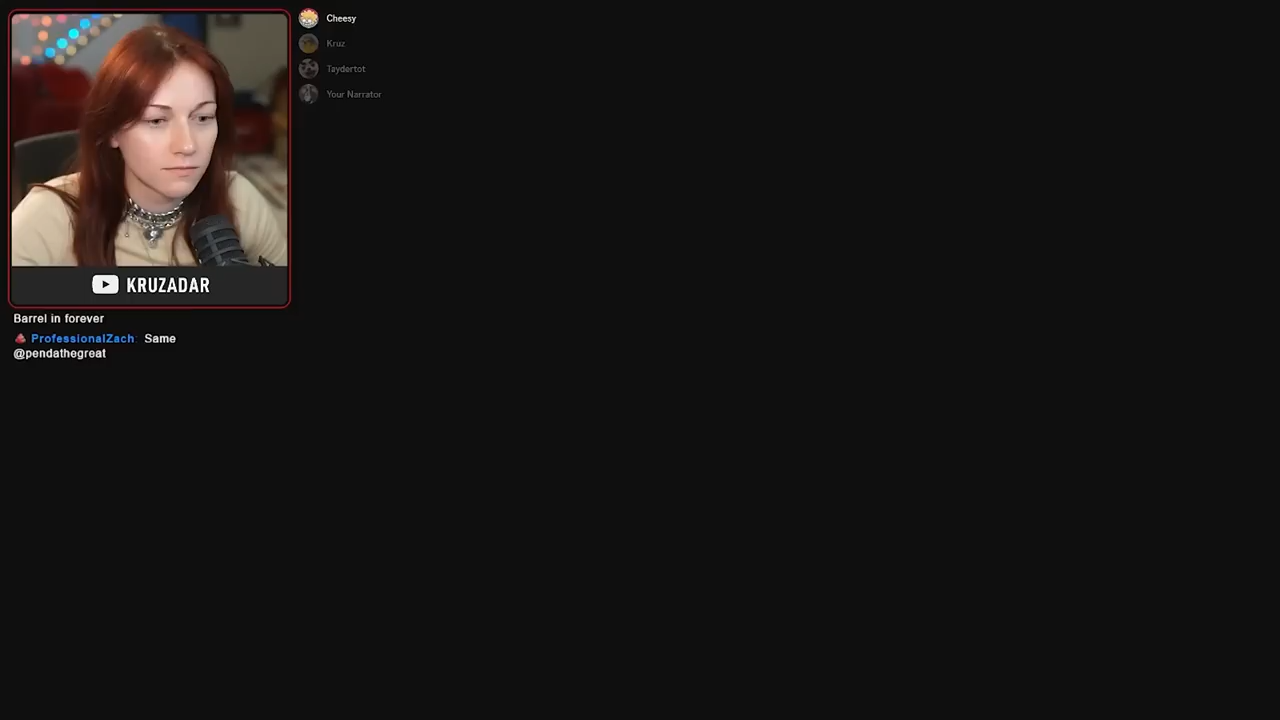 Cheesy
Kruz
Taydertot
Your Narrator
KRUZADAR
Barrel in forever
ProfessionalZach: Same
@pendathegreat